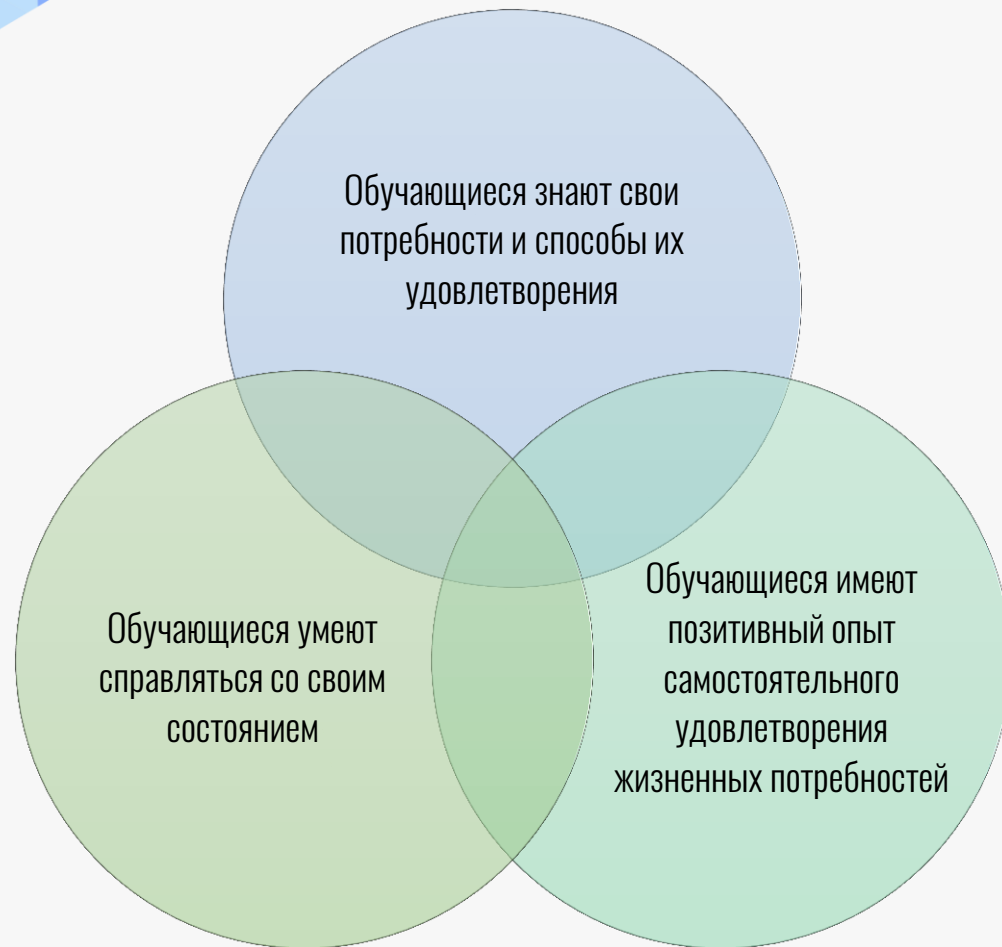 Обучающиеся знают свои
потребности и способы их
удовлетворения
Обучающиеся умеют
справляться со своим
состоянием
Обучающиеся имеют
позитивный опыт
самостоятельного
удовлетворения
жизненных потребностей